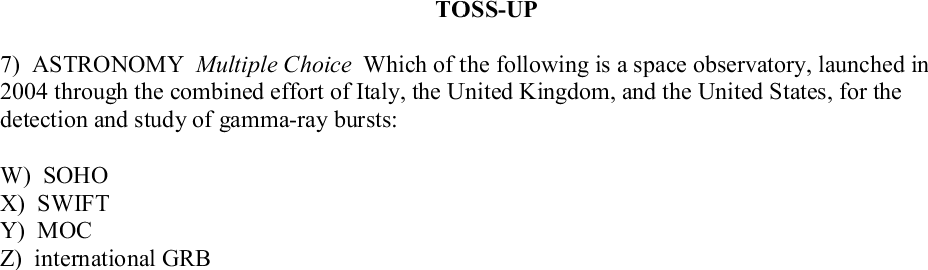 TOSS-UP
7) ASTRONOMY Multiple Choice Which of the following is a space observatory, launched in
2004 through the combined effort of Italy, the United Kingdom, and the United States, for the
detection and study of gamma-ray bursts:
W) SOHO
X) SWIFT
Y) MOC
Z) international GRB